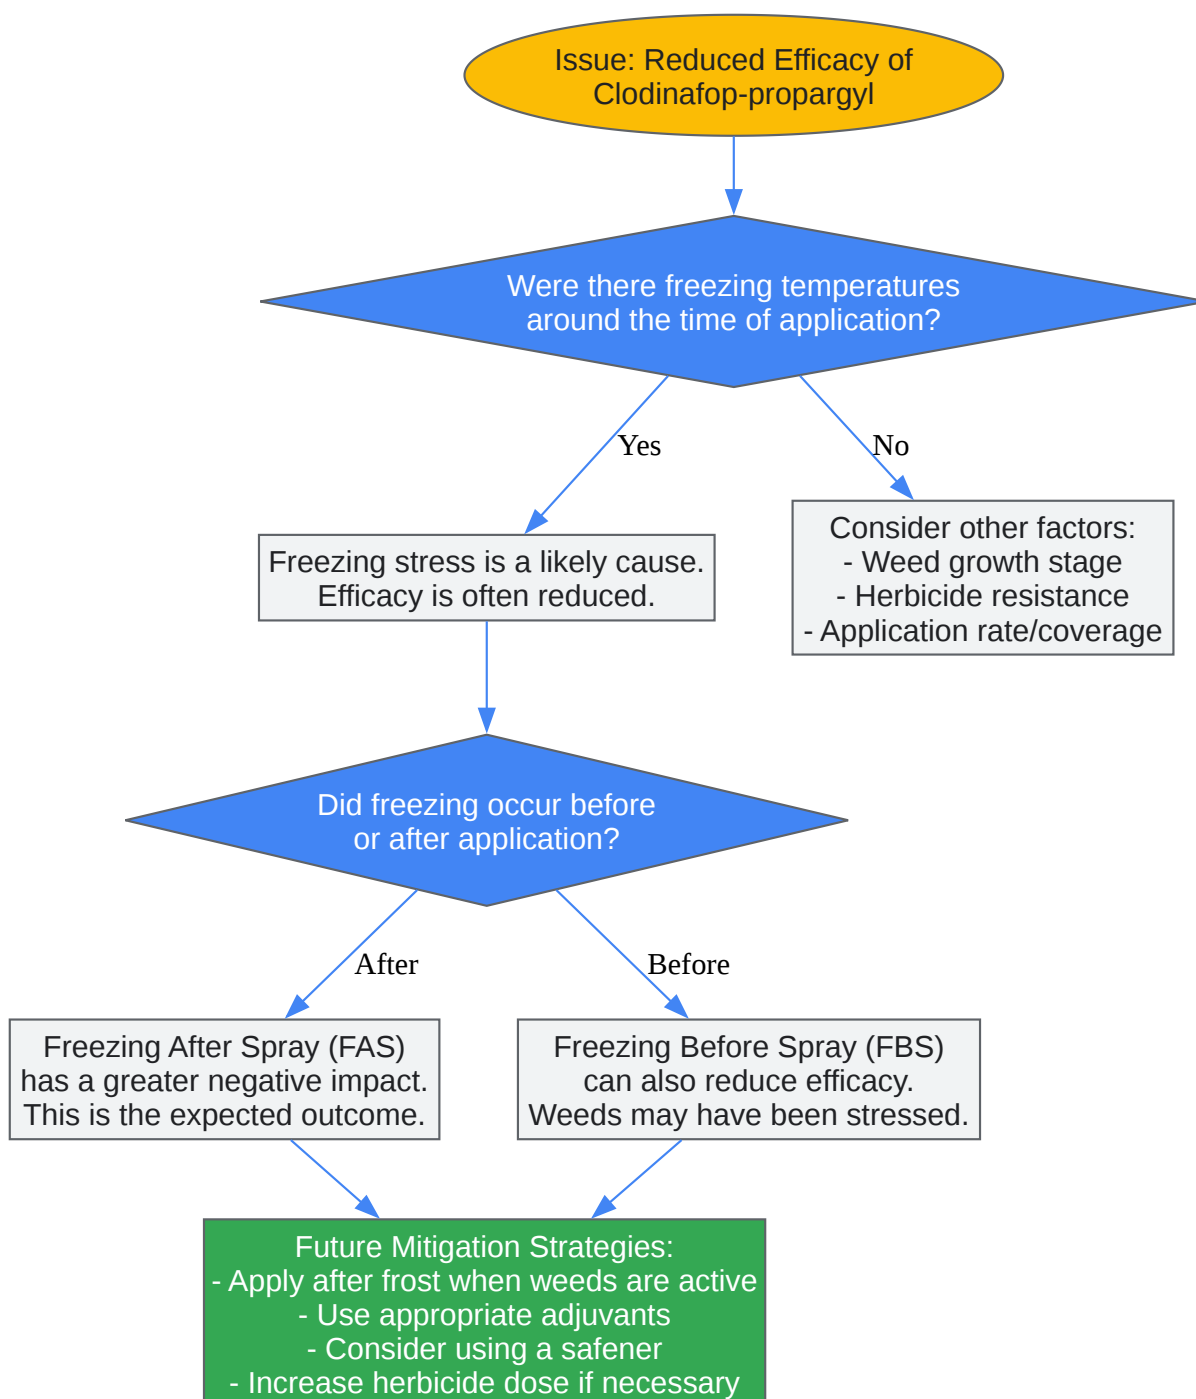 Issue: Reduced Efficacy of
Clodinafop-propargyl
Were there freezing temperatures
around the time of application?
Yes
No
Freezing stress is a likely cause.
Efficacy is often reduced.
Consider other factors:
- Weed growth stage
- Herbicide resistance
- Application rate/coverage
Did freezing occur before
or after application?
After
Before
Freezing After Spray (FAS)
has a greater negative impact.
This is the expected outcome.
Freezing Before Spray (FBS)
can also reduce efficacy.
Weeds may have been stressed.
Future Mitigation Strategies:
- Apply after frost when weeds are active
- Use appropriate adjuvants
- Consider using a safener
- Increase herbicide dose if necessary